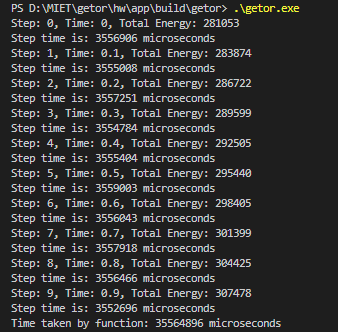 PS D:\MIET\getor\hw\app\build\getor> .\getor.exe
Step: 0, Time: 0, Total Energy: 281053
Step time is: 3556906 microseconds
Step: 1, Time: 0.1, Total Energy: 283874
Step time is: 3555008 microseconds
Step: 2, Time: 0.2, Total Energy: 286722
Step time is: 3557251 microseconds
Step: 3, Time: 0.3, Total Energy: 289599
Step time is: 3554784 microseconds
Step: 4, Time: 0.4, Total Energy: 292505
Step time is: 3555404 microseconds
Step: 5, Time: 0.5, Total Energy: 295440
Step time is: 3559003 microseconds
Step: 6, Time: 0.6, Total Energy: 298405
Step time is: 3556043 microseconds
Step: 7, Time: 0.7, Total Energy: 301399
Step time is: 3557918 microseconds
Step: 8, Time: 0.8, Total Energy: 304425
Step time is: 3556466 microseconds
Step: 9, Time: 0.9, Total Energy: 307478
Step time is: 3552696 microseconds
Time taken by function: 35564896 microseconds